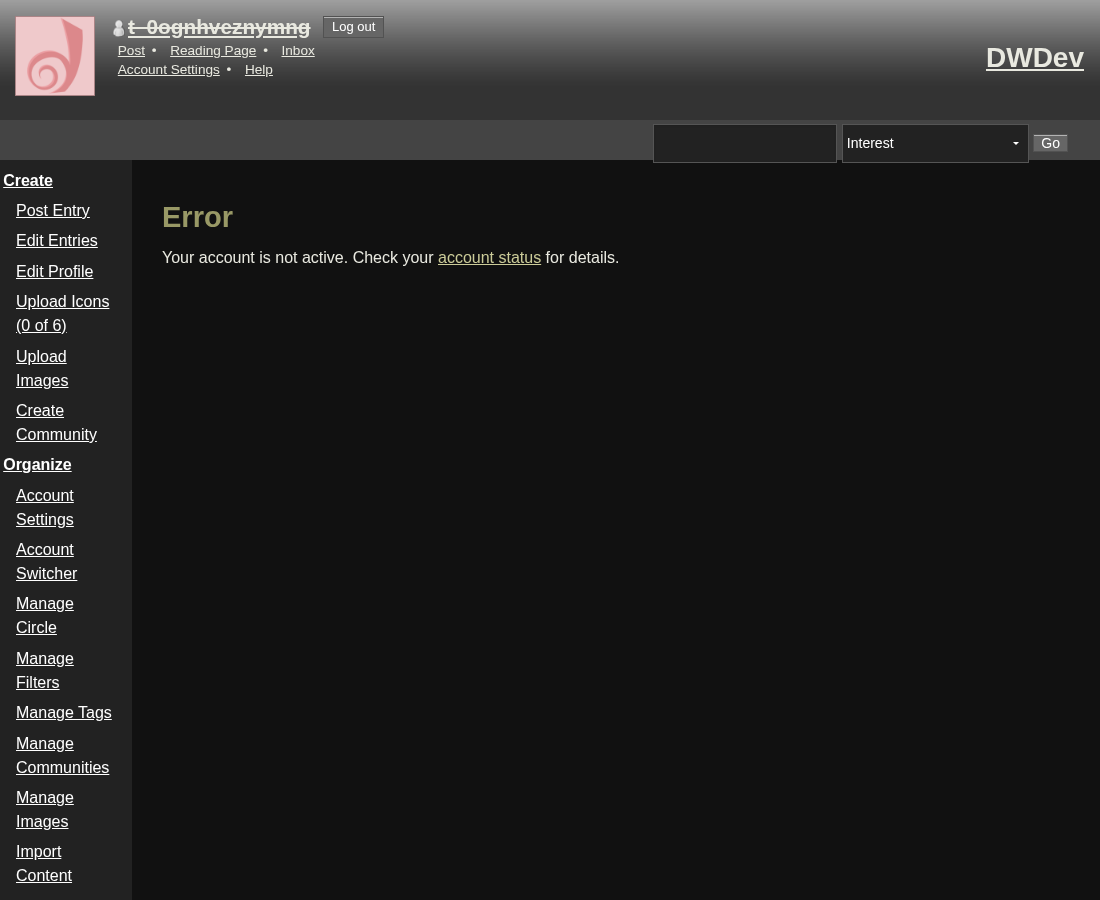 t_0ognhvcznymng Log out
Post • Reading Page • Inbox
Account Settings • Help
DWDev
Interest Go
Create
Post Entry
Edit Entries
Edit Profile
Upload Icons
(0 of 6)
Upload
Images
Create
Community
Organize
Account
Settings
Account
Switcher
Manage
Circle
Manage
Filters
Manage Tags
Manage
Communities
Manage
Images
Import
Content
Error
Your account is not active. Check your account status for details.